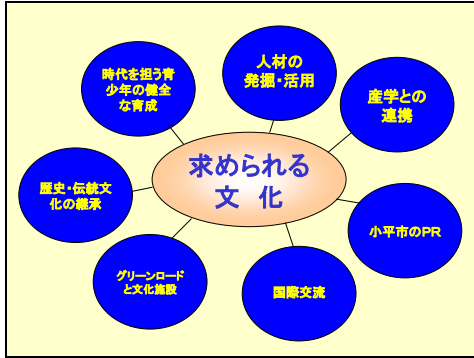 求められる
文 化
人材の
発掘・活用
産学との
連携
小平市のPR
国際交流
グリーンロード
と文化施設
歴史・伝統文
化の継承
時代を担う青
少年の健全
な育成